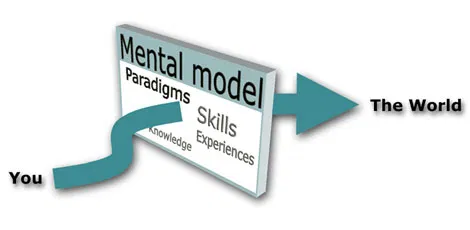 Mental model
Paradigms
Skills
Knowledge
Experiences
The World
You